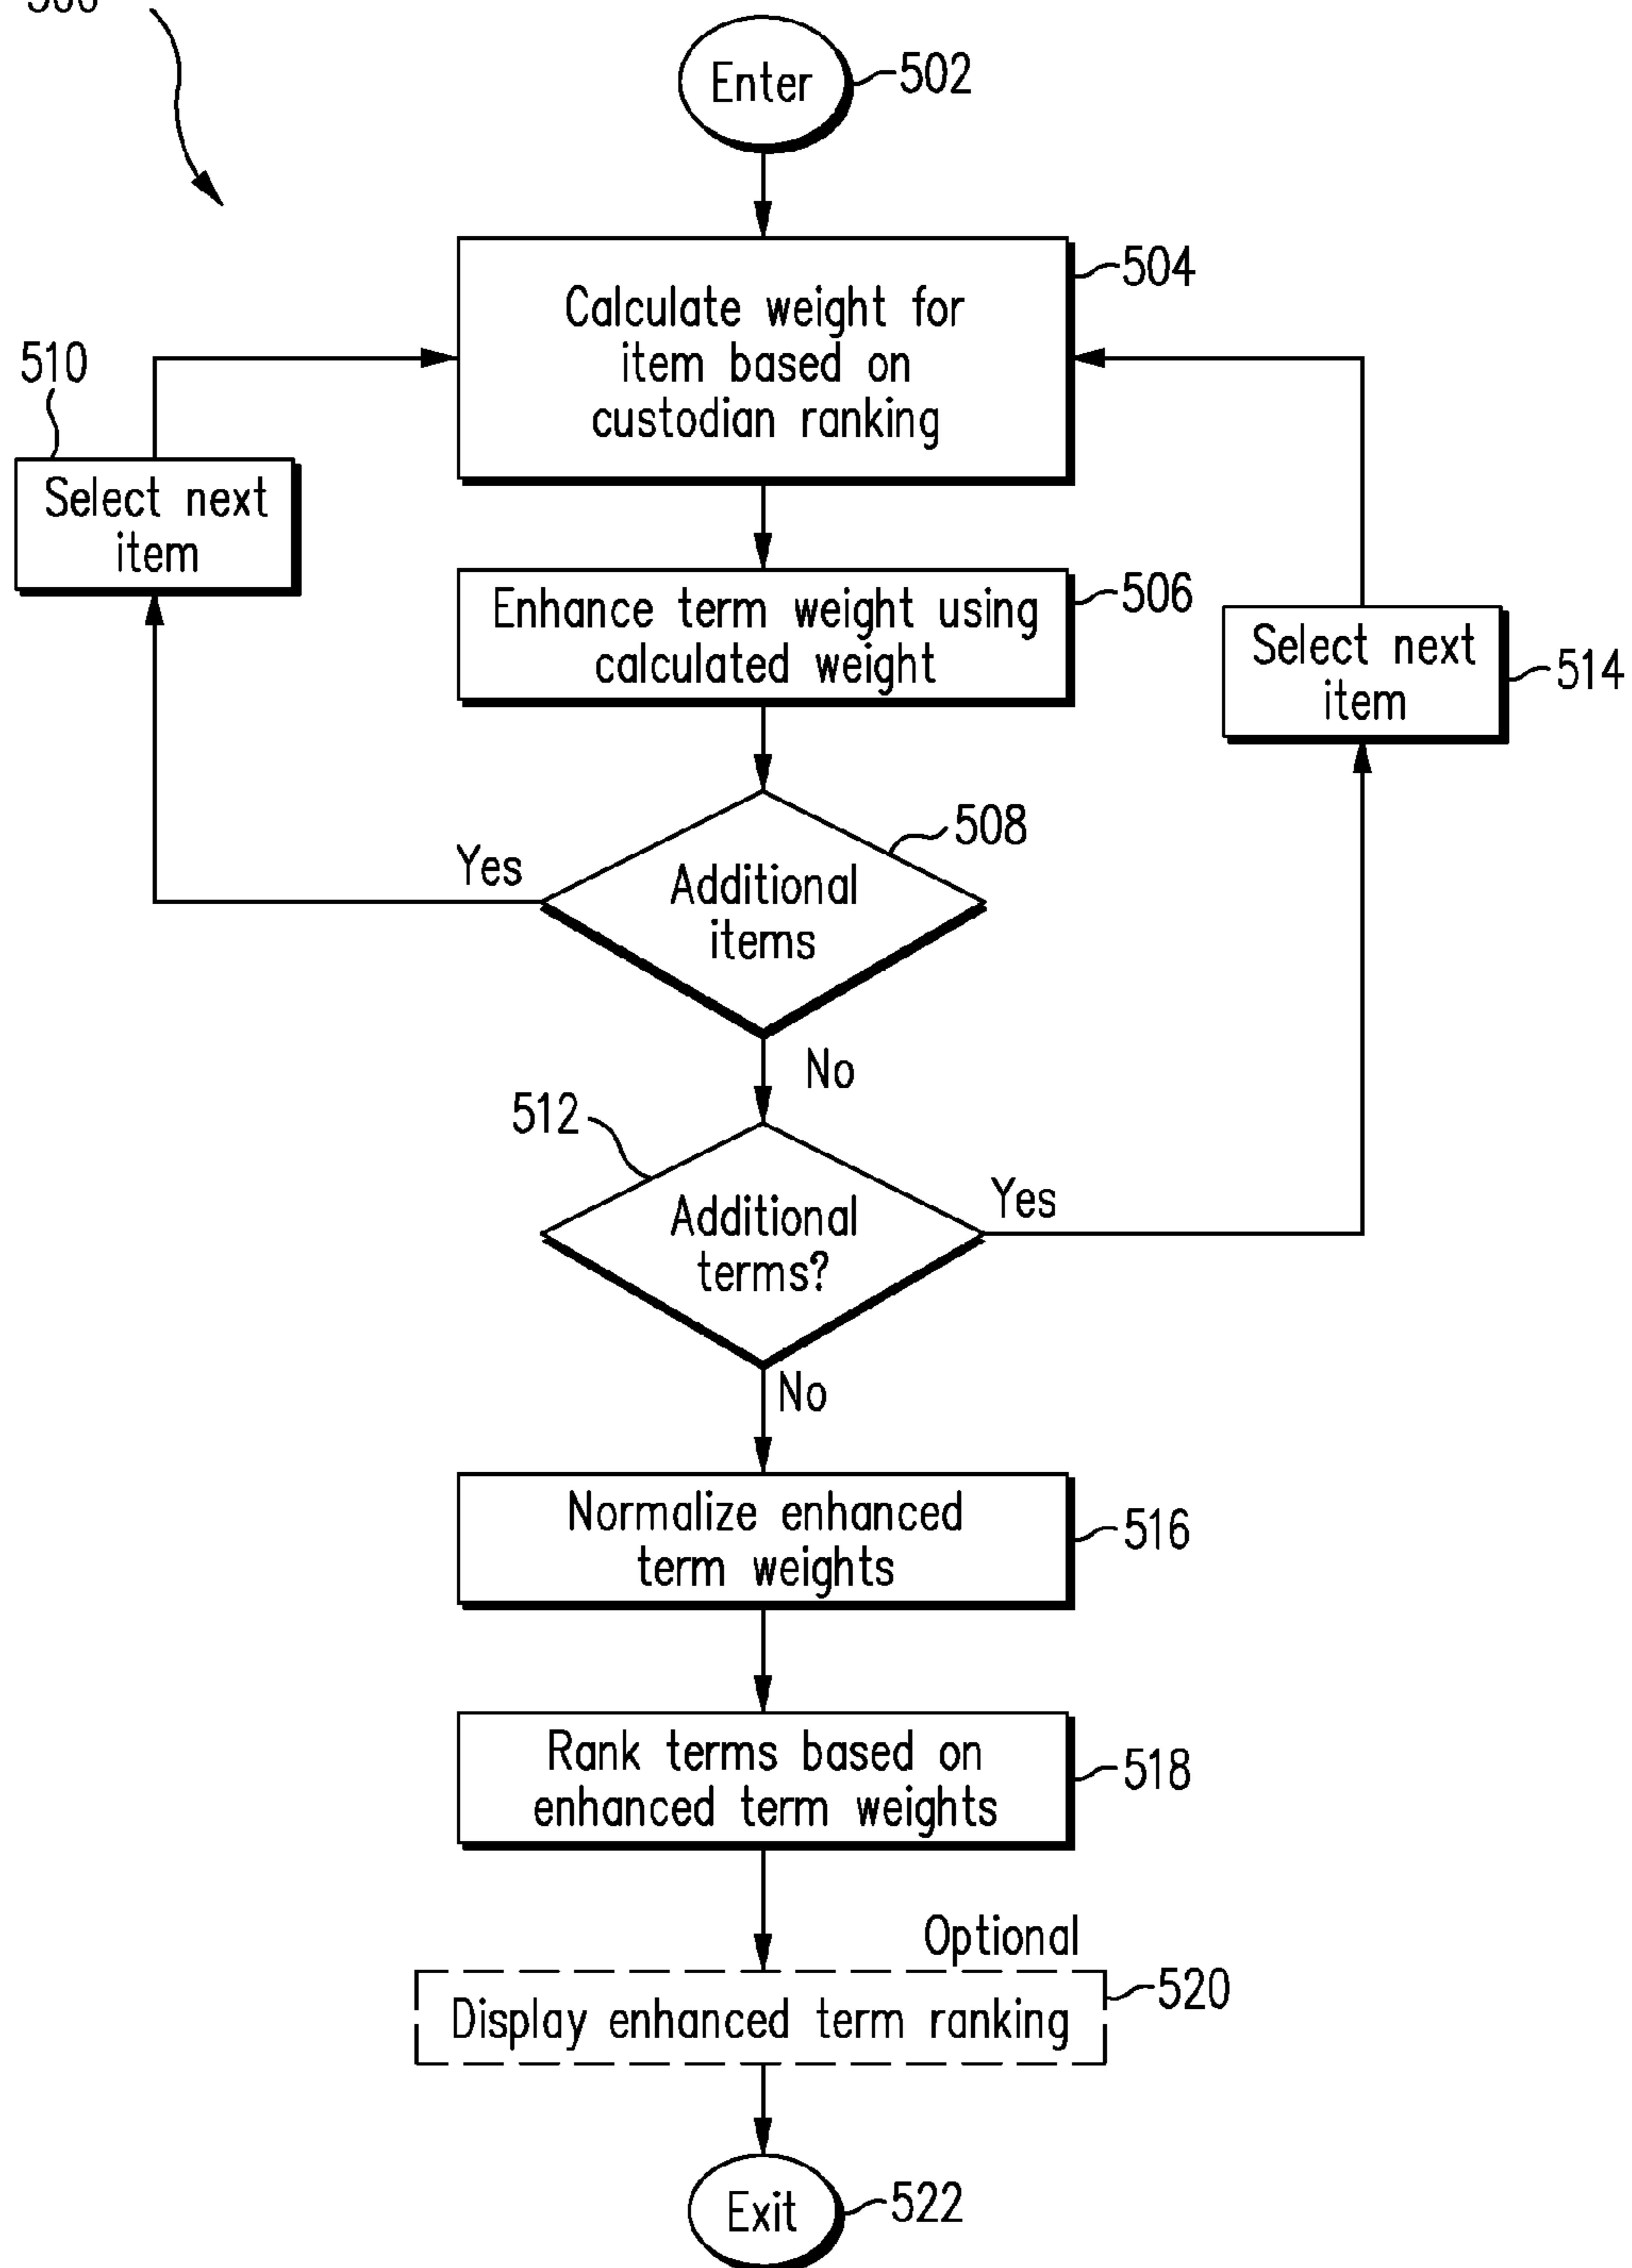 Enter
502
Calculate weight for
item based on
custodian ranking
504
510
Select next
item
Enhance term weight using
calculated weight
506
Select next
item
514
508
Yes
Additional
items
No
512
Additional
terms?
Yes
No
Normalize enhanced
term weights
516
Rank terms based on
enhanced term weights
518
Optional
Display enhanced term ranking
520
Exit
522